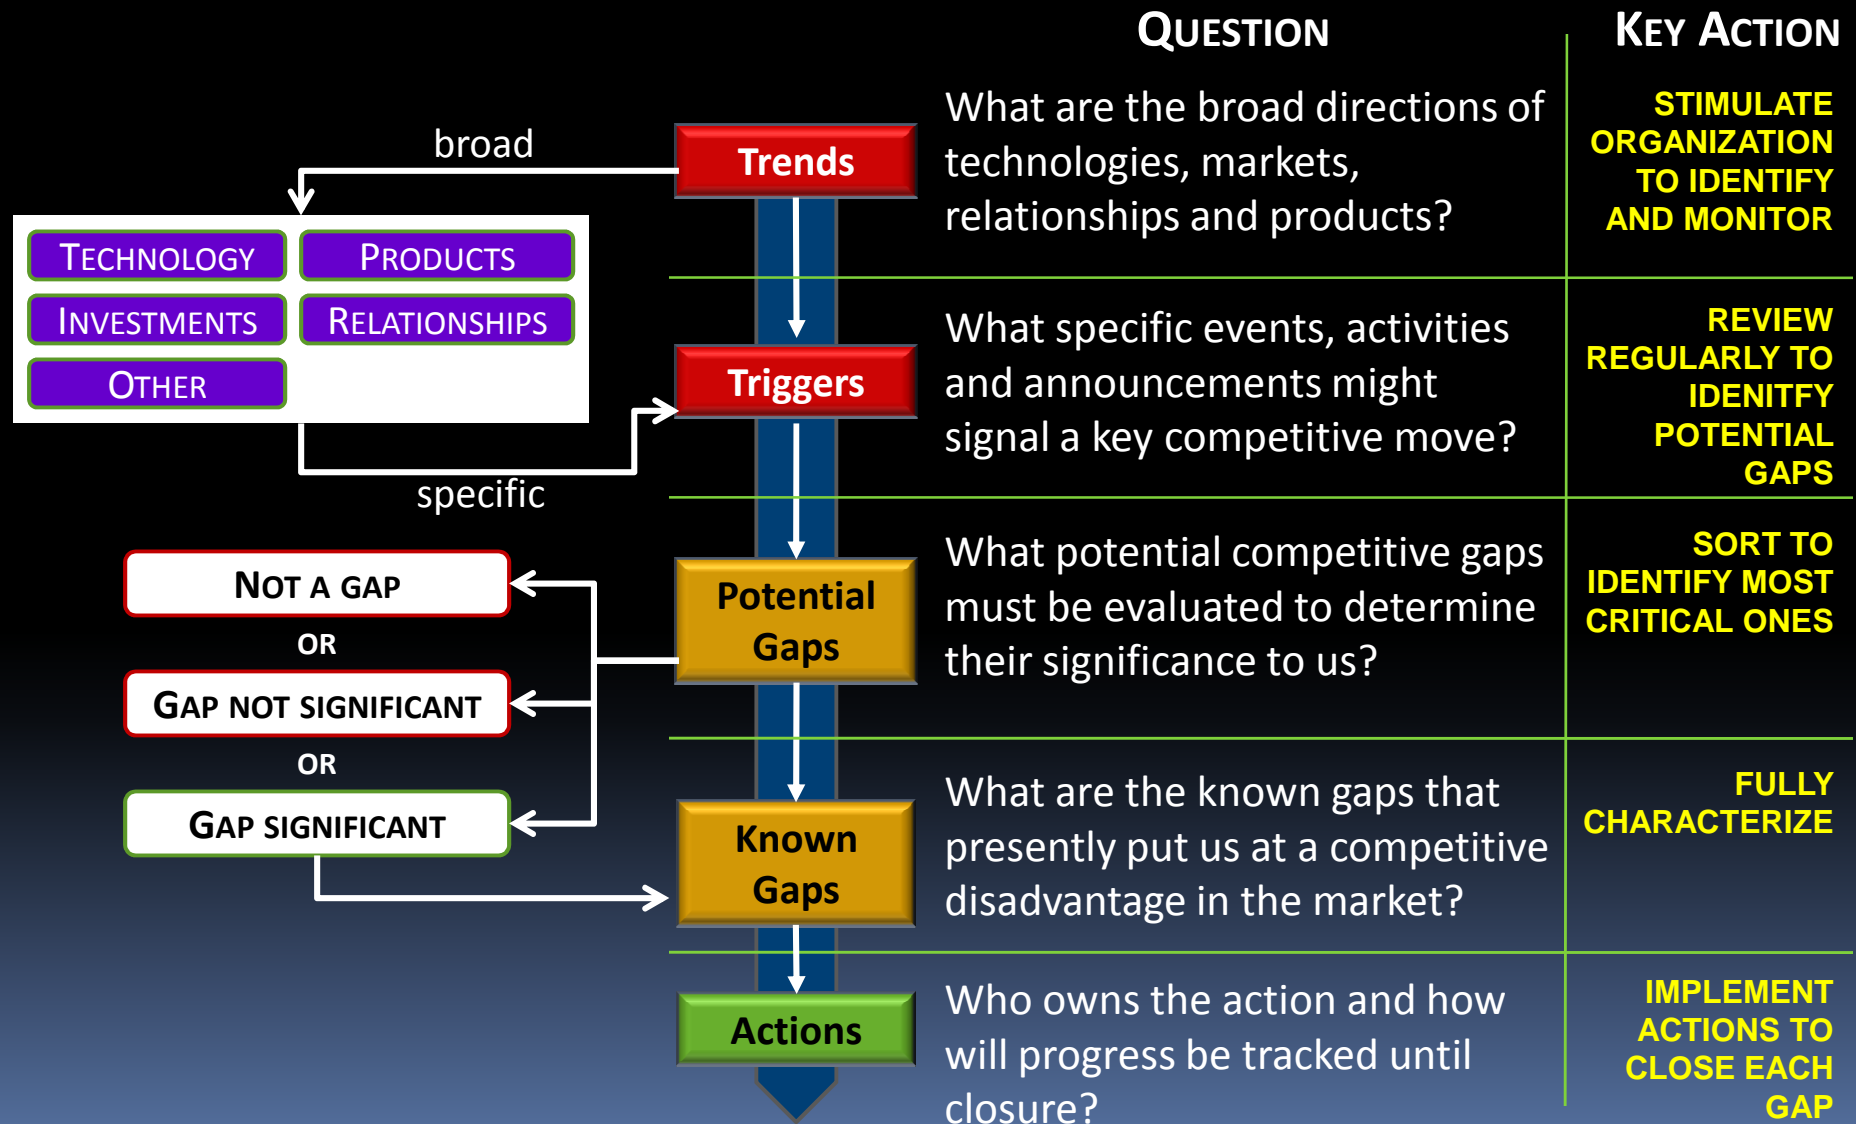 QUESTION
KEY ACTION
broad
Trends
What are the broad directions of
technologies, markets,
relationships and products?
STIMULATE
ORGANIZATION
TO IDENTIFY
AND MONITOR
TECHNOLOGY
PRODUCTS
INVESTMENTS
RELATIONSHIPS
OTHER
specific
Triggers
What specific events, activities
and announcements might
signal a key competitive move?
REVIEW
REGULARLY TO
IDENITFY
POTENTIAL
GAPS
NOT A GAP
OR
GAP NOT SIGNIFICANT
OR
GAP SIGNIFICANT
Potential
Gaps
What potential competitive gaps
must be evaluated to determine
their significance to us?
SORT TO
IDENTIFY MOST
CRITICAL ONES
Known
Gaps
What are the known gaps that
presently put us at a competitive
disadvantage in the market?
FULLY
CHARACTERIZE
Actions
Who owns the action and how
will progress be tracked until
closure?
IMPLEMENT
ACTIONS TO
CLOSE EACH
GAP